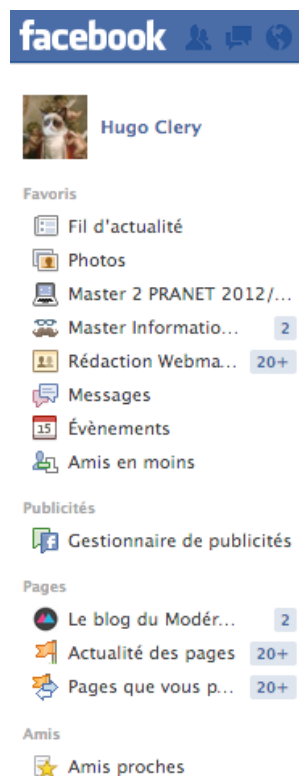 facebook
Hugo Clery
Favoris
Fil d'actualité
Photos
Master 2 PRANET 2012/...
Master Informatio... 2
Rédaction Webma... 20+
Messages
15 Évènements
Amis en moins
Publicités
Gestionnaire de publicités
Pages
Le blog du Modér... 2
Actualité des pages 20+
Pages que vous p... 20+
Amis
Amis proches